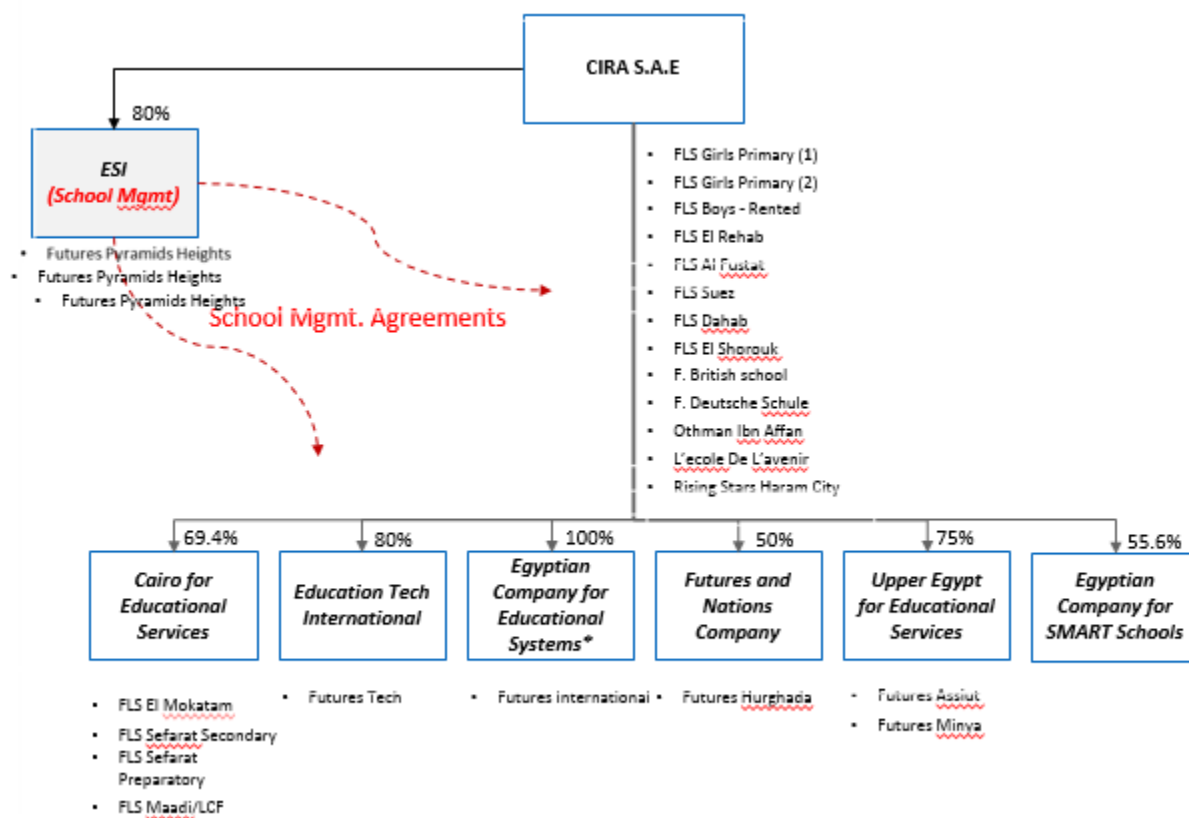 CIRA S.A.E
80%
ESI
(School Mgmt)
• Futures Pyramids Heights
• Futures Pyramids Heights
• Futures Pyramids Heights
School Mgmt. Agreements
• FLS Girls Primary (1)
• FLS Girls Primary (2)
• FLS Boys - Rented
• FLS El Rehab
• FLS Al Fustat
• FLS Suez
• FLS Dahab
• FLS El Shorouk
• F. British school
• F. Deutsche Schule
• Othman Ibn Affan
• L'ecole De L'avenir
• Rising Stars Haram City
69.4%
Cairo for
Educational
Services
80%
Education Tech
International
100%
Egyptian
Company for
Educational
Systems*
50%
Futures and
Nations
Company
75%
Upper Egypt
for Educational
Services
55.6%
Egyptian
Company for
SMART Schools
• FLS El Mokatam
• FLS Sefarat Secondary
• FLS Sefarat
Preparatory
• FLS Maadi/LCF
• Futures Tech
• Futures international
• Futures Hurghada
• Futures Assiut
• Futures Minya